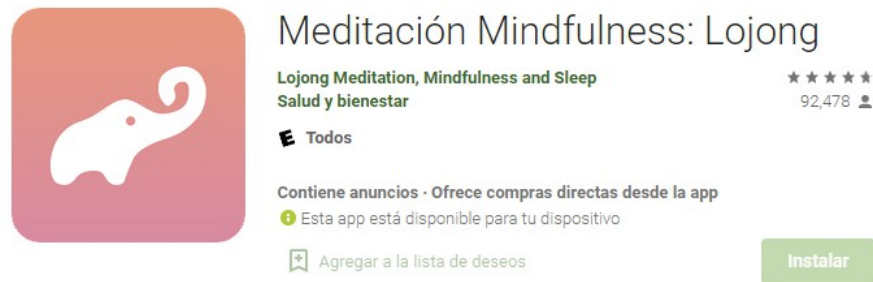 Meditación Mindfulness: Lojong
Lojong Meditation, Mindfulness and Sleep
Salud y bienestar
92,478
E Todos
Contiene anuncios · Ofrece compras directas desde la app
Esta app está disponible para tu dispositivo
Agregar a la lista de deseos
Instalar